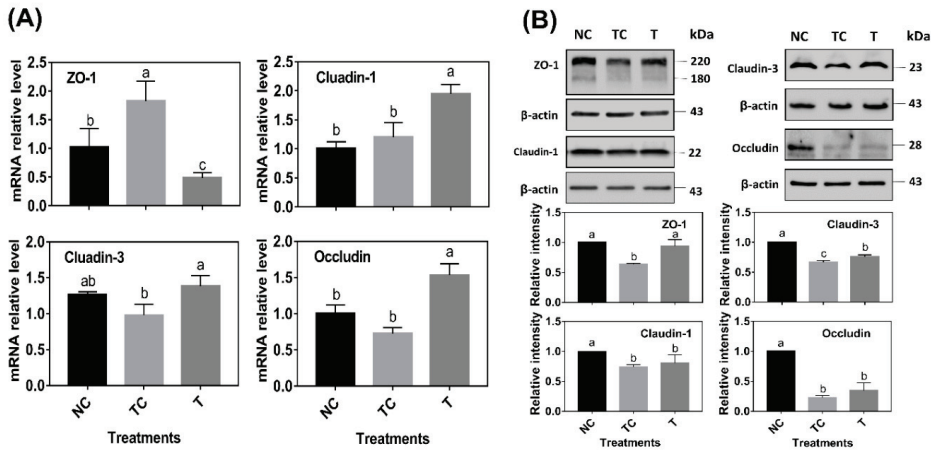 (A)
mRNA relative level
2.5
2.0
1.5
1.0
0.5
0.0
ZO-1
b
a
c
mRNA relative level
2.5
2.0
1.5
1.0
0.5
0.0
Cluadin-1
b
b
a
mRNA relative level
2.0
1.5
1.0
0.5
0.0
Cluadin-3
ab
b
a
NC
TC
T
Treatments
mRNA relative level
2.0
1.5
1.0
0.5
0.0
Occludin
b
b
a
NC
TC
T
Treatments
(B)
NC TC T kDa
ZO-1 220
180
β-actin 43
Claudin-1 22
β-actin 43
NC TC T kDa
Claudin-3 23
β-actin 43
Occludin 28
β-actin 43
Relative intensity
1.5
1.0
0.5
0.0
ZO-1
a
b
a
Relative intensity
1.5
1.0
0.5
0.0
Claudin-3
a
c
b
Relative intensity
1.5
1.0
0.5
0.0
Claudin-1
a
b
b
NC
TC
T
Treatments
Relative intensity
1.5
1.0
0.5
0.0
Occludin
a
b
b
NC
TC
T
Treatments